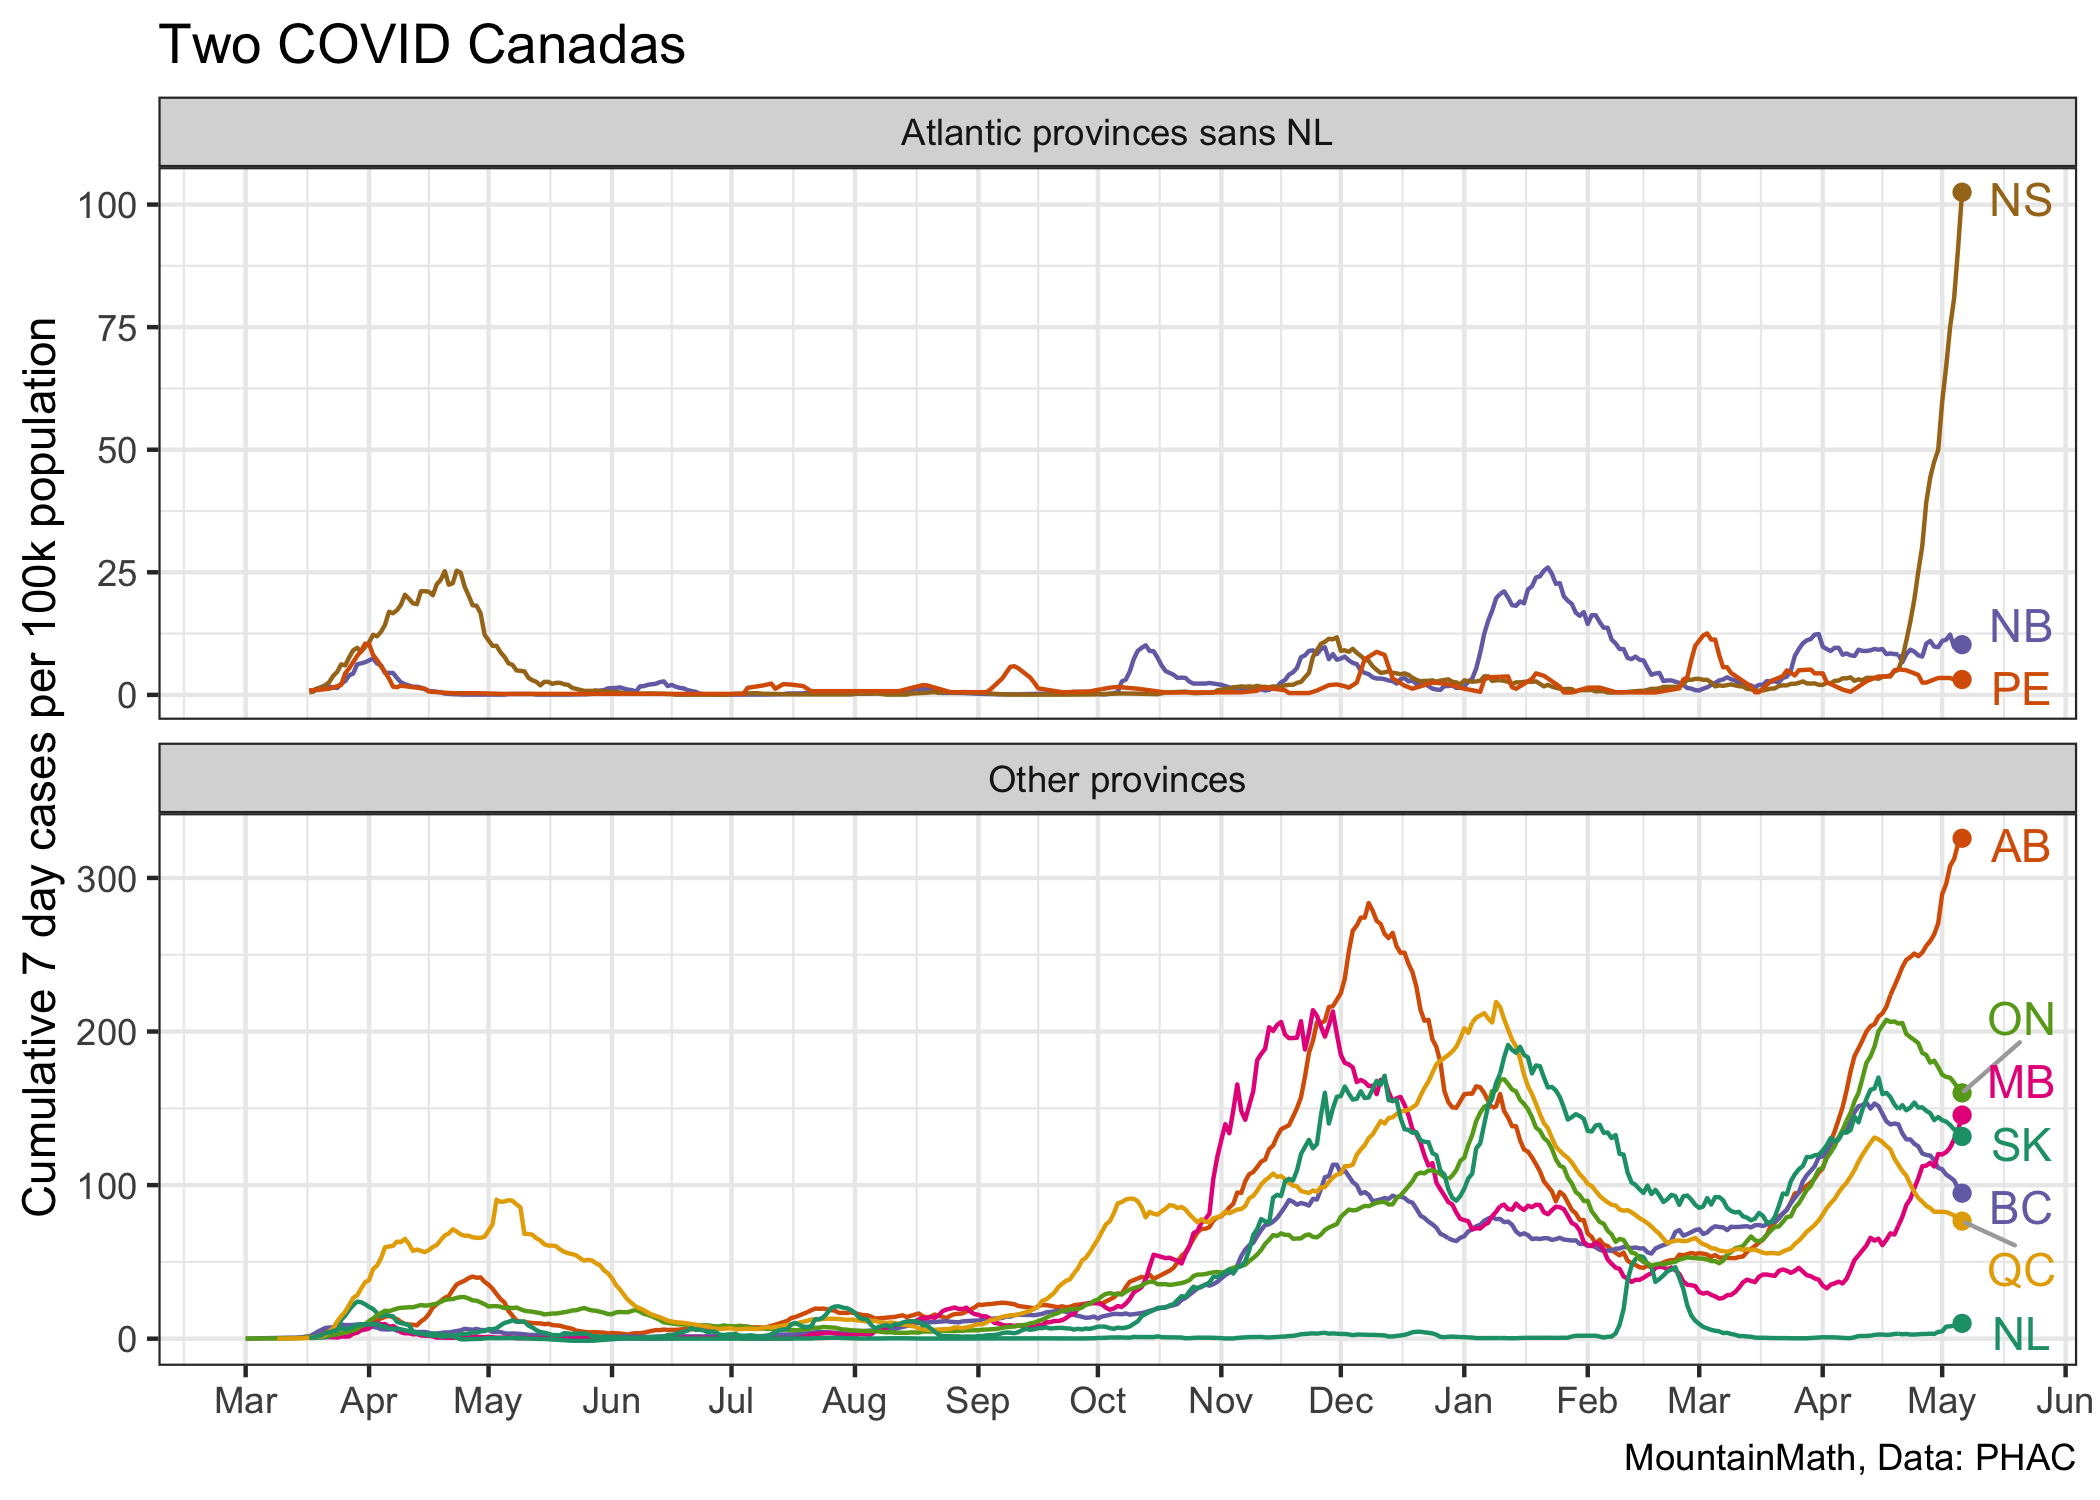 Two COVID Canadas
Atlantic provinces sans NL
Cumulative 7 day cases per 100k population
100
75
50
25
0
NS
NB
PE
Other provinces
300
200
100
0
AB
ON
MB
SK
BC
QC
NL
Mar Apr May Jun Jul Aug Sep Oct Nov Dec Jan Feb Mar Apr May Jun
MountainMath, Data: PHAC